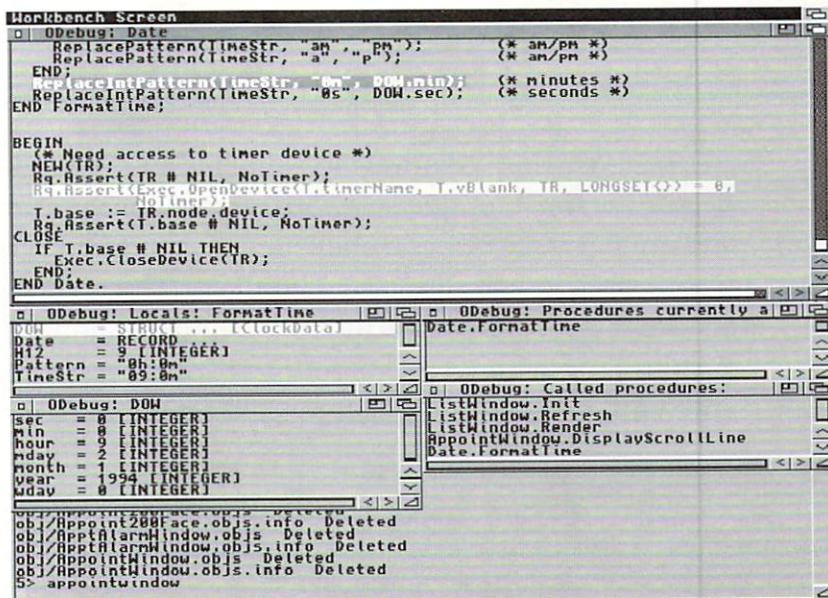 Workbench Screen
ODebug: Date
ReplacePattern(TimeStr, "am", "pm"); (* am/pm *)
ReplacePattern(TimeStr, "a", "p"); (* am/pm *)
END;
ReplaceIntPattern(TimeStr, "0m", DOW.min); (* minutes *)
ReplaceIntPattern(TimeStr, "0s", DOW.sec); (* seconds *)
END FormatTime;
BEGIN
(* Need access to timer device *)
NEW(TR);
Rq.Assert(TR # NIL, NoTimer);
Rq.Assert(Exec.OpenDevice(T.timerName, T.vBlank, TR, LONGSET{}) = 0,
NoTimer);
T.base := TR.node.device;
Rq.Assert(T.base # NIL, NoTimer);
CLOSE
IF T.base # NIL THEN
Exec.CloseDevice(TR);
END;
END Date.
ODebug: Locals: FormatTime
DOW = STRUCT ... [ClockData]
Date = RECORD ...
H12 = 9 [INTEGER]
Pattern = "0h:0m"
TimeStr = "09:0m"
ODebug: Procedures currently a
Date.FormatTime
ODebug: DOW
sec = 0 [INTEGER]
min = 0 [INTEGER]
hour = 9 [INTEGER]
mday = 2 [INTEGER]
month = 1 [INTEGER]
year = 1994 [INTEGER]
wday = 0 [INTEGER]
ODebug: Called procedures:
ListWindow.Init
ListWindow.Refresh
ListWindow.Render
AppointWindow.DisplayScrollLine
Date.FormatTime
obj/Appoint200Face.objs Deleted
obj/Appoint200Face.objs.info Deleted
obj/ApptAlarmWindow.objs Deleted
obj/ApptAlarmWindow.objs.info Deleted
obj/AppointWindow.objs Deleted
obj/AppointWindow.objs.info Deleted
5> appointwindow